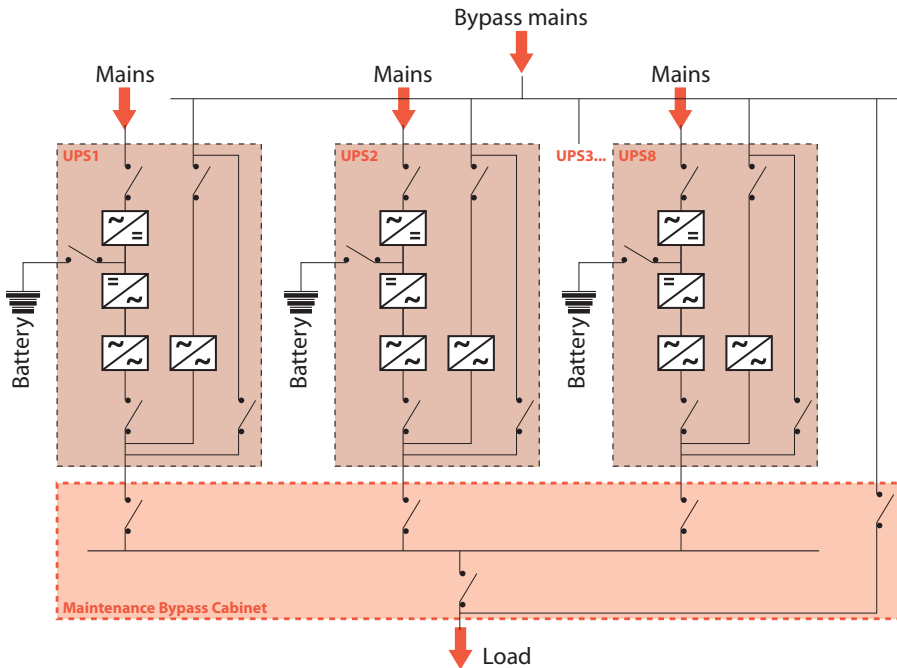 Bypass mains
Mains
Mains
Mains
UPS1
UPS2
UPS3...
UPS8
~
=
~
=
~
=
=
~
=
~
=
~
Battery
Battery
Battery
~
~
~
~
~
~
~
~
~
~
~
~
Maintenance Bypass Cabinet
Load